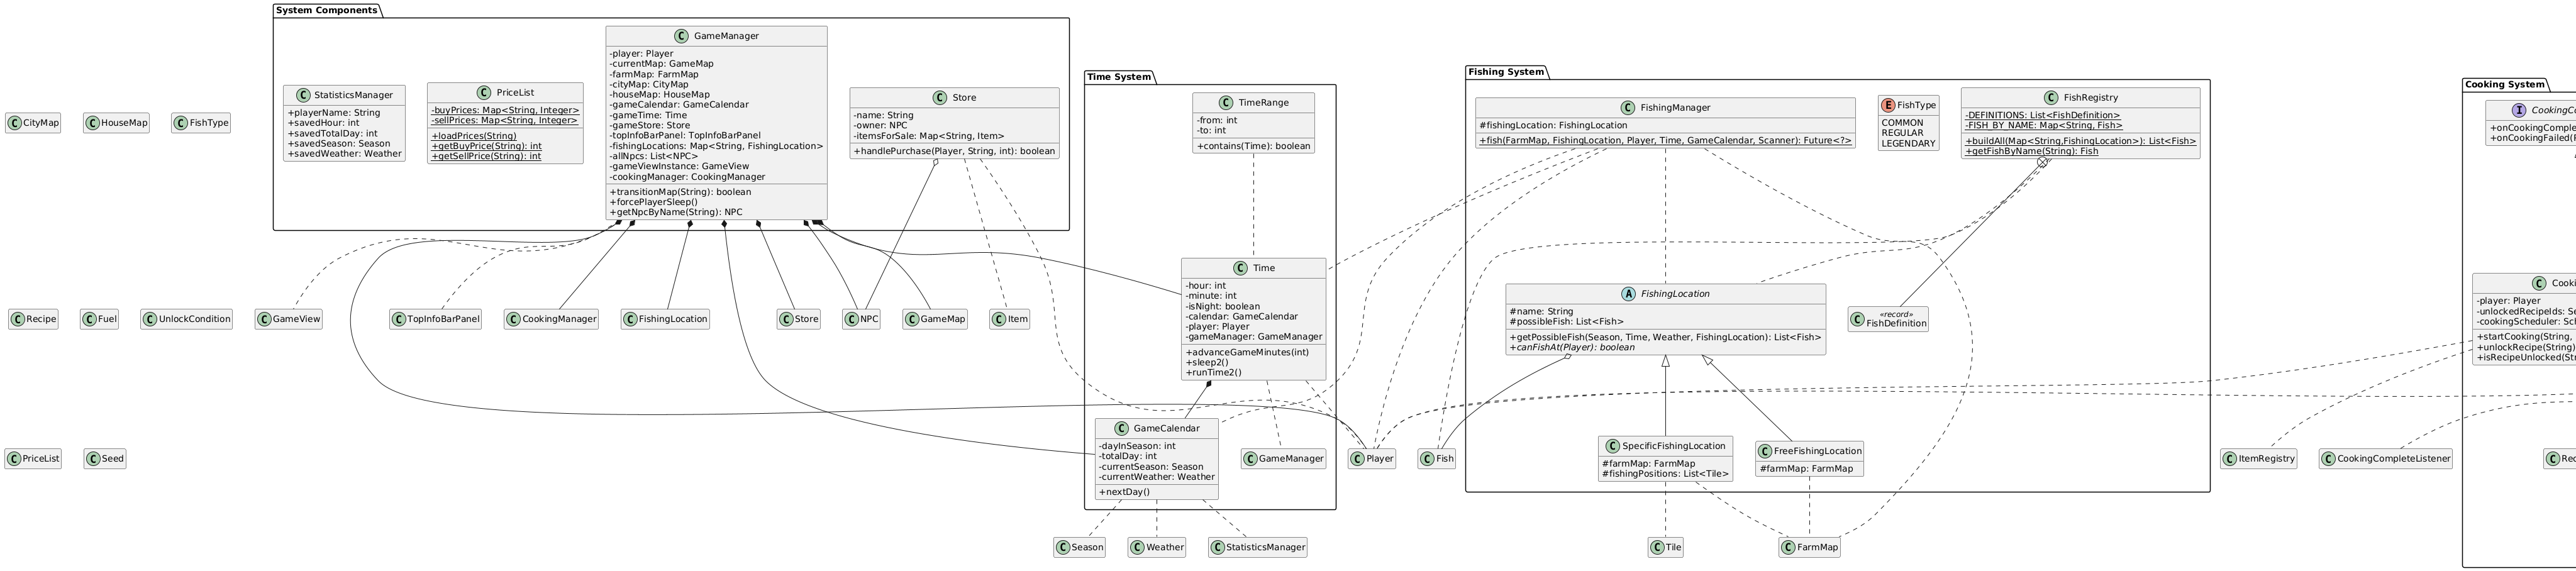 System Components
GameManager
-player: Player
-currentMap: GameMap
-farmMap: FarmMap
-cityMap: CityMap
-houseMap: HouseMap
-gameCalendar: GameCalendar
-gameTime: Time
-gameStore: Store
-topInfoBarPanel: TopInfoBarPanel
-fishingLocations: Map<String, FishingLocation>
-allNpcs: List<NPC>
-gameViewInstance: GameView
-cookingManager: CookingManager
+transitionMap(String): boolean
+forcePlayerSleep()
+getNpcByName(String): NPC
StatisticsManager
+playerName: String
+savedHour: int
+savedTotalDay: int
+savedSeason: Season
+savedWeather: Weather
PriceList
-buyPrices: Map<String, Integer>
-sellPrices: Map<String, Integer>
+loadPrices(String)
+getBuyPrice(String): int
+getSellPrice(String): int
Store
-name: String
-owner: NPC
-itemsForSale: Map<String, Item>
+handlePurchase(Player, String, int): boolean
CityMap
HouseMap
FishType
Time System
TimeRange
-from: int
-to: int
+contains(Time): boolean
Time
-hour: int
-minute: int
-isNight: boolean
-calendar: GameCalendar
-player: Player
-gameManager: GameManager
+advanceGameMinutes(int)
+sleep2()
+runTime2()
GameCalendar
-dayInSeason: int
-totalDay: int
-currentSeason: Season
-currentWeather: Weather
+nextDay()
GameManager
Fishing System
FishingManager
#fishingLocation: FishingLocation
+fish(FarmMap, FishingLocation, Player, Time, GameCalendar, Scanner): Future<?>
E FishType
COMMON
REGULAR
LEGENDARY
FishRegistry
-DEFINITIONS: List<FishDefinition>
-FISH_BY_NAME: Map<String, Fish>
+buildAll(Map<String,FishingLocation>): List<Fish>
+getFishByName(String): Fish
A FishingLocation
#name: String
#possibleFish: List<Fish>
+getPossibleFish(Season, Time, Weather, FishingLocation): List<Fish>
+canFishAt(Player): boolean
«record»
FishDefinition
SpecificFishingLocation
#farmMap: FarmMap
#fishingPositions: List<Tile>
FreeFishingLocation
#farmMap: FarmMap
Cooking System
-player: Player
+startCooking(String,
+unlockRecipe(String)
Recipe
Fuel
UnlockCondition
GameView
TopInfoBarPanel
CookingManager
FishingLocation
Store
NPC
GameMap
Item
PriceList
Seed
Player
Fish
ItemRegistry
CookingCompleteListener
Season
Weather
StatisticsManager
Tile
FarmMap